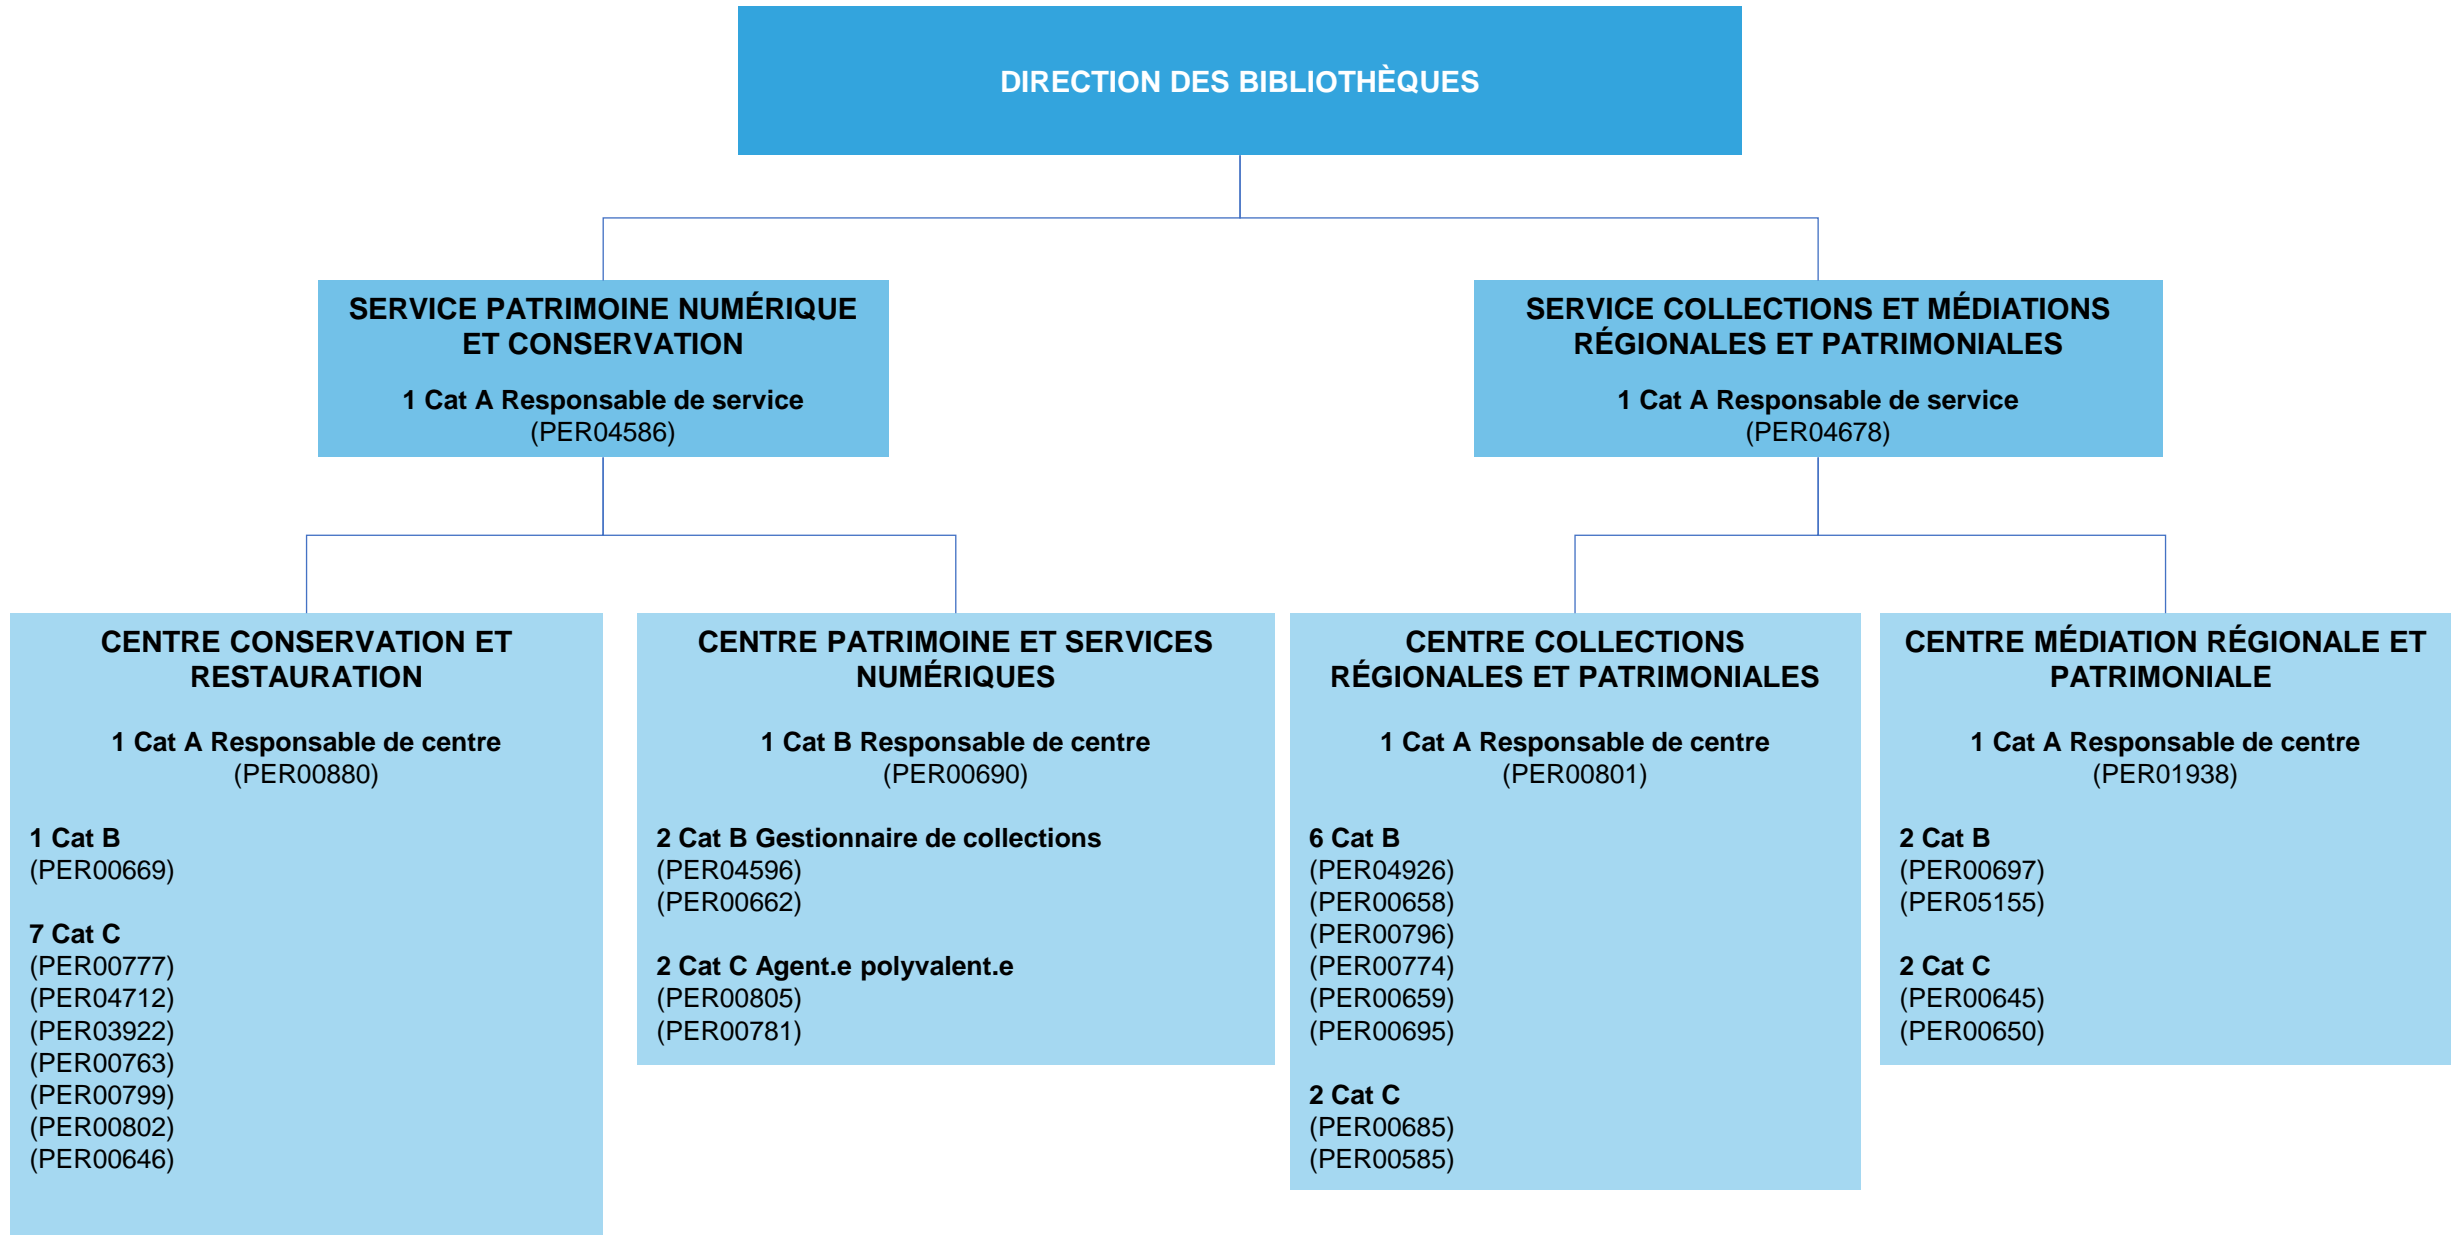 DIRECTION DES BIBLIOTHÈQUES
SERVICE PATRIMOINE NUMÉRIQUE
ET CONSERVATION
1 Cat A Responsable de service
(PER04586)
SERVICE COLLECTIONS ET MÉDIATIONS
RÉGIONALES ET PATRIMONIALES
1 Cat A Responsable de service
(PER04678)
CENTRE CONSERVATION ET
RESTAURATION
1 Cat A Responsable de centre
(PER00880)
1 Cat B
(PER00669)
7 Cat C
(PER00777)
(PER04712)
(PER03922)
(PER00763)
(PER00799)
(PER00802)
(PER00646)
CENTRE PATRIMOINE ET SERVICES
NUMÉRIQUES
1 Cat B Responsable de centre
(PER00690)
2 Cat B Gestionnaire de collections
(PER04596)
(PER00662)
2 Cat C Agent.e polyvalent.e
(PER00805)
(PER00781)
CENTRE COLLECTIONS
RÉGIONALES ET PATRIMONIALES
1 Cat A Responsable de centre
(PER00801)
6 Cat B
(PER04926)
(PER00658)
(PER00796)
(PER00774)
(PER00659)
(PER00695)
2 Cat C
(PER00685)
(PER00585)
CENTRE MÉDIATION RÉGIONALE ET
PATRIMONIALE
1 Cat A Responsable de centre
(PER01938)
2 Cat B
(PER00697)
(PER05155)
2 Cat C
(PER00645)
(PER00650)